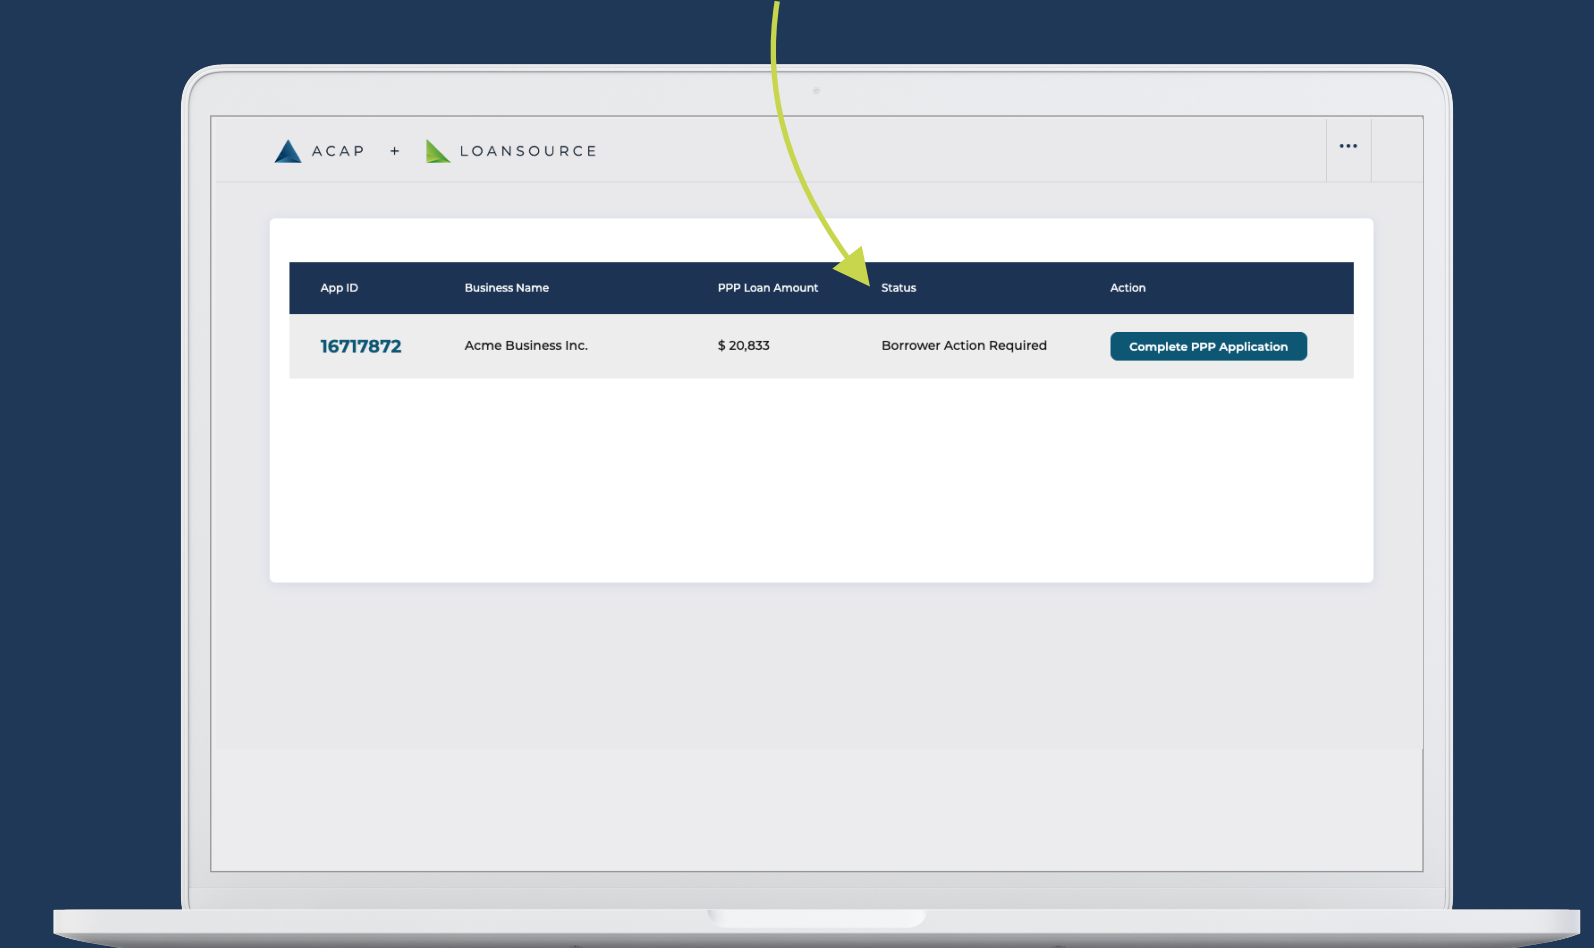 ACAP + LOANSOURCE
App ID Business Name PPP Loan Amount Status Action
16717872 Acme Business Inc. $ 20,833 Borrower Action Required Complete PPP Application